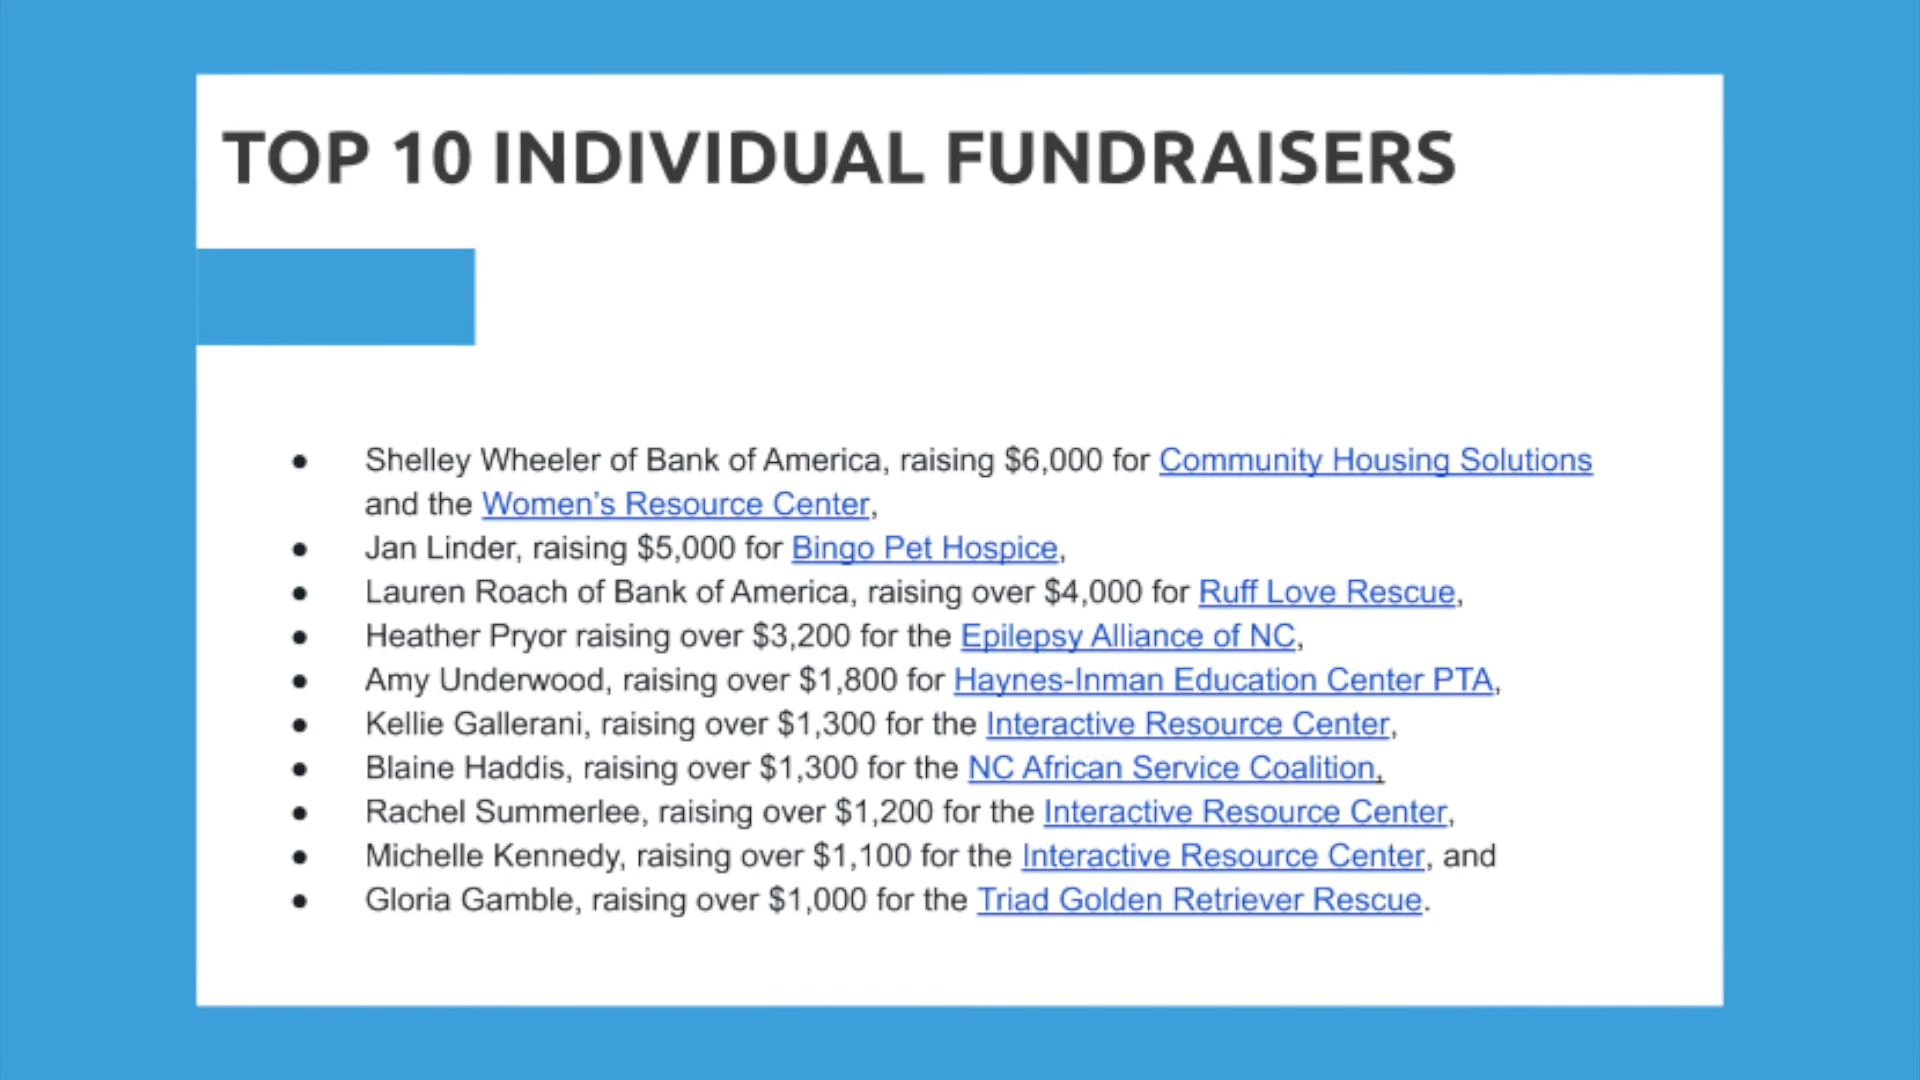 TOP 10 INDIVIDUAL FUNDRAISERS
● Shelley Wheeler of Bank of America, raising $6,000 for Community Housing Solutions
and the Women’s Resource Center,
● Jan Linder, raising $5,000 for Bingo Pet Hospice,
● Lauren Roach of Bank of America, raising over $4,000 for Ruff Love Rescue,
● Heather Pryor raising over $3,200 for the Epilepsy Alliance of NC,
● Amy Underwood, raising over $1,800 for Haynes-Inman Education Center PTA,
● Kellie Gallerani, raising over $1,300 for the Interactive Resource Center,
● Blaine Haddis, raising over $1,300 for the NC African Service Coalition,
● Rachel Summerlee, raising over $1,200 for the Interactive Resource Center,
● Michelle Kennedy, raising over $1,100 for the Interactive Resource Center, and
● Gloria Gamble, raising over $1,000 for the Triad Golden Retriever Rescue.